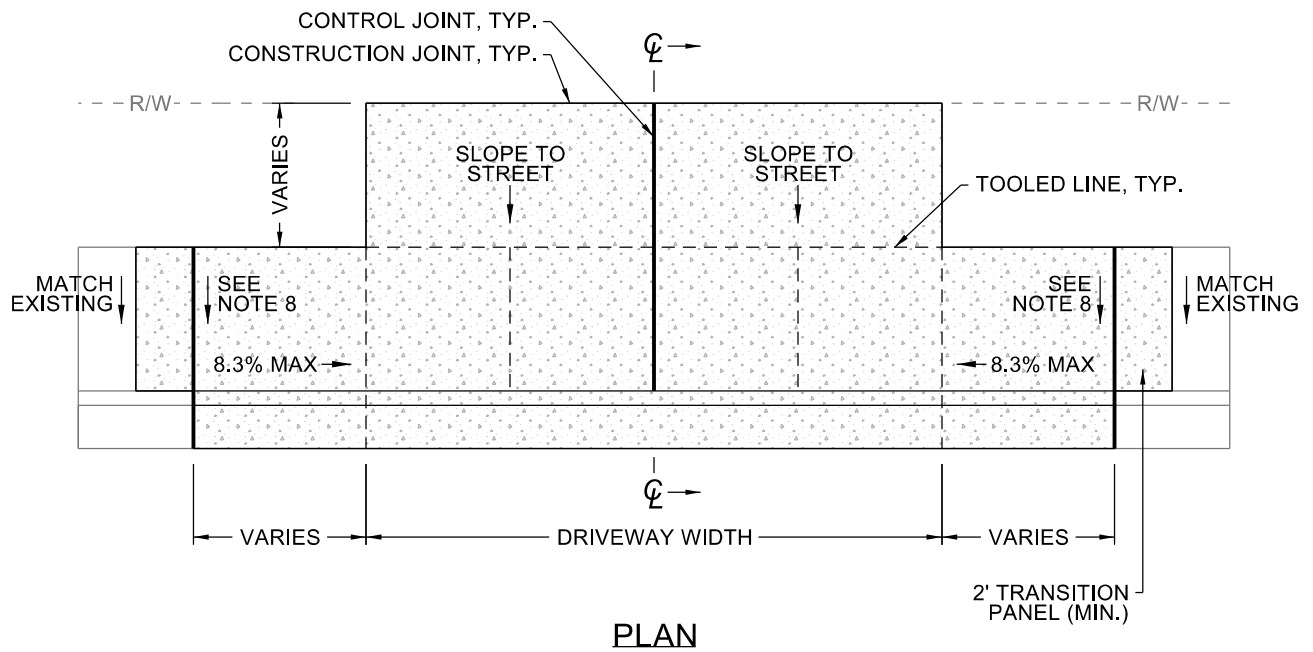 CONTROL JOINT, TYP.
CONSTRUCTION JOINT, TYP.
℄
R/W
R/W
VARIES
SLOPE TO
STREET
SLOPE TO
STREET
TOOLED LINE, TYP.
MATCH
EXISTING
SEE
NOTE 8
SEE
NOTE 8
MATCH
EXISTING
8.3% MAX
8.3% MAX
℄
VARIES
DRIVEWAY WIDTH
VARIES
2' TRANSITION
PANEL (MIN.)
PLAN